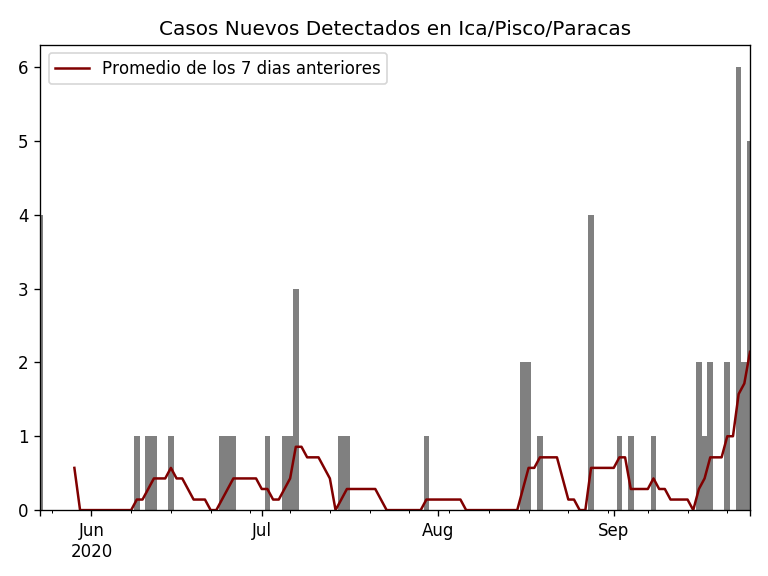 Casos Nuevos Detectados en Ica/Pisco/Paracas
Promedio de los 7 dias anteriores
6
5
4
3
2
1
0
Jun Jul Aug Sep
2020